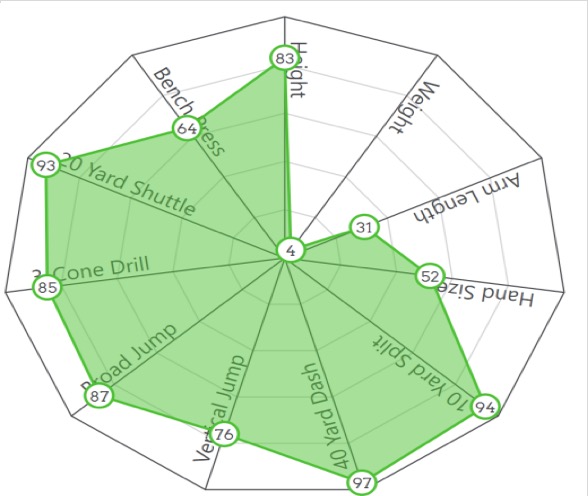 83
Height
4
Weight
31
Arm Length
52
Hand Size
94
10 Yard Split
97
40 Yard Dash
76
Vertical Jump
87
Broad Jump
85
3 Cone Drill
93
20 Yard Shuttle
64
Bench Press